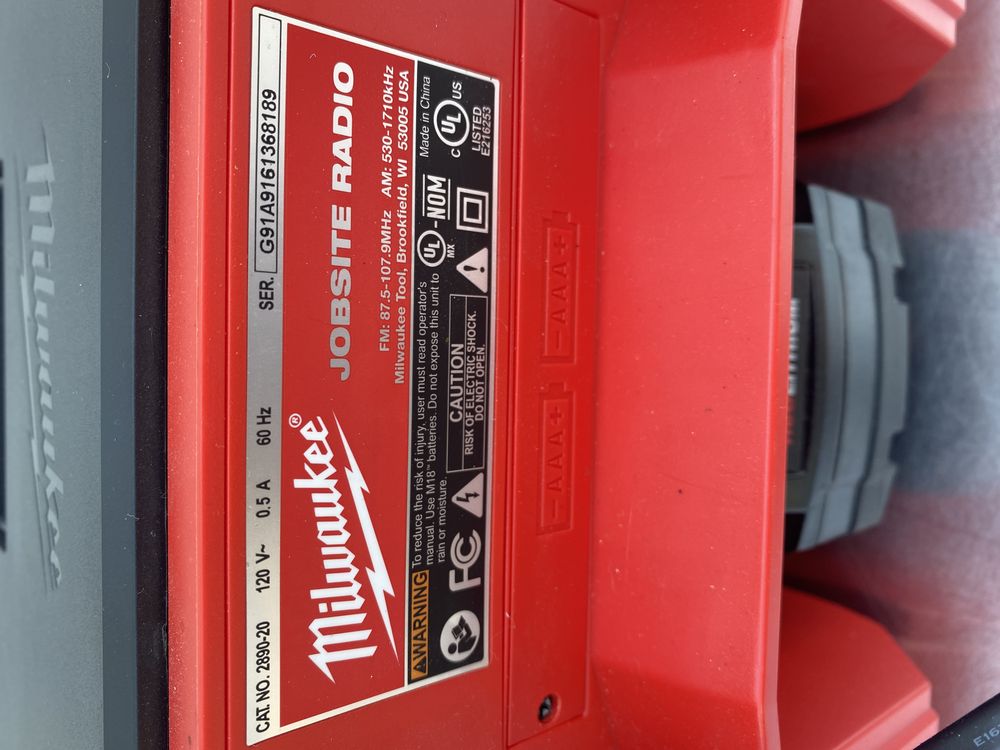 CAT. NO. 2890-20 120 V~ 0.5 A 60 Hz SER. G91A9161368189
Milwaukee®
JOBSITE RADIO
FM: 87.5-107.9MHz AM: 530-1710kHz
Milwaukee Tool, Brookfield, WI 53005 USA
WARNING To reduce the risk of injury, user must read operator's
manual. Use M18™ batteries. Do not expose this unit to
rain or moisture.
FC
CAUTION
RISK OF ELECTRIC SHOCK.
DO NOT OPEN.
UL -NOM
MX
Made in China
C UL US
LISTED
E216253
-AAA+
-AAA+
Milwaukee